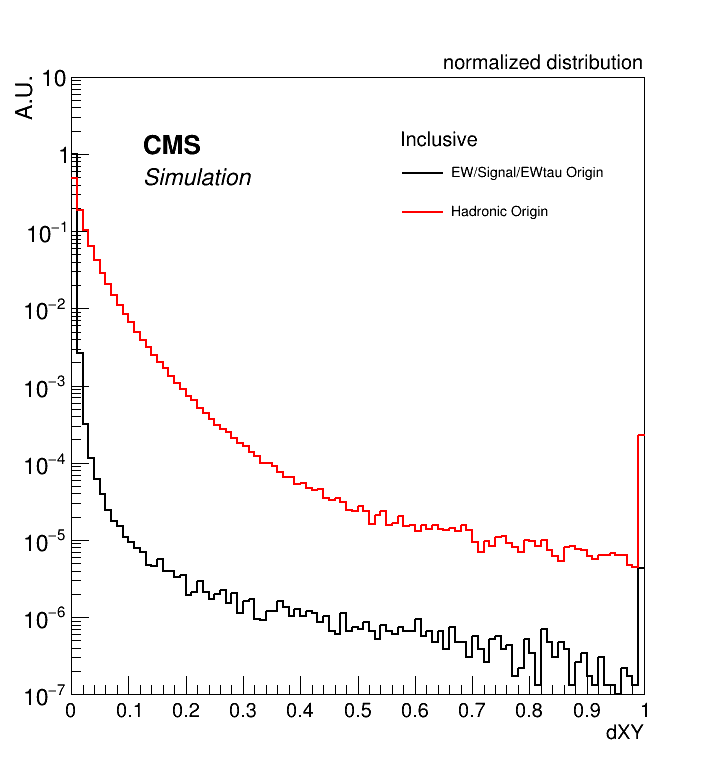 normalized distribution
A.U.
10
1
10⁻¹
10⁻²
10⁻³
10⁻⁴
10⁻⁵
10⁻⁶
10⁻⁷
CMS
Simulation
Inclusive
EW/Signal/EWtau Origin
Hadronic Origin
0 0.1 0.2 0.3 0.4 0.5 0.6 0.7 0.8 0.9 1
dXY